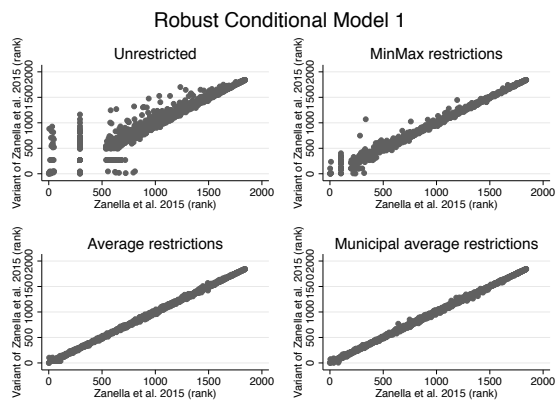 Robust Conditional Model 1
Unrestricted
Variant of Zanella et al. 2015 (rank)
0 500 1000 1500 2000
0 500 1000 1500 2000
Zanella et al. 2015 (rank)
MinMax restrictions
Variant of Zanella et al. 2015 (rank)
0 500 1000 1500 2000
0 500 1000 1500 2000
Zanella et al. 2015 (rank)
Average restrictions
Variant of Zanella et al. 2015 (rank)
0 500 1000 1500 2000
0 500 1000 1500 2000
Zanella et al. 2015 (rank)
Municipal average restrictions
Variant of Zanella et al. 2015 (rank)
0 500 1000 1500 2000
0 500 1000 1500 2000
Zanella et al. 2015 (rank)